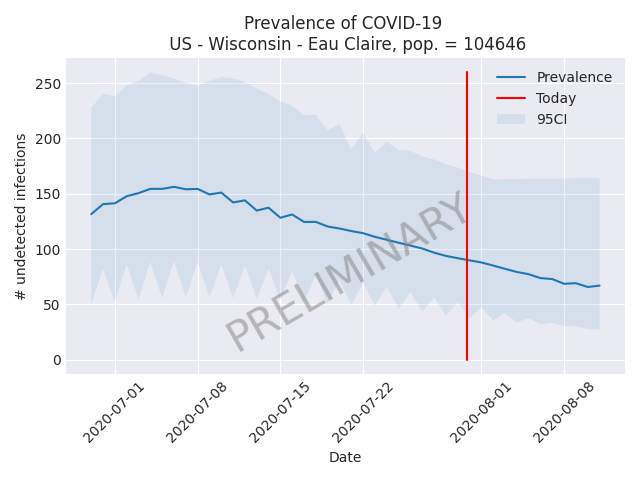 Prevalence of COVID-19
US - Wisconsin - Eau Claire, pop. = 104646
# undetected infections
250
200
150
100
50
0
Prevalence
Today
95CI
PRELIMINARY
2020-07-01
2020-07-08
2020-07-15
2020-07-22
2020-08-01
2020-08-08
Date